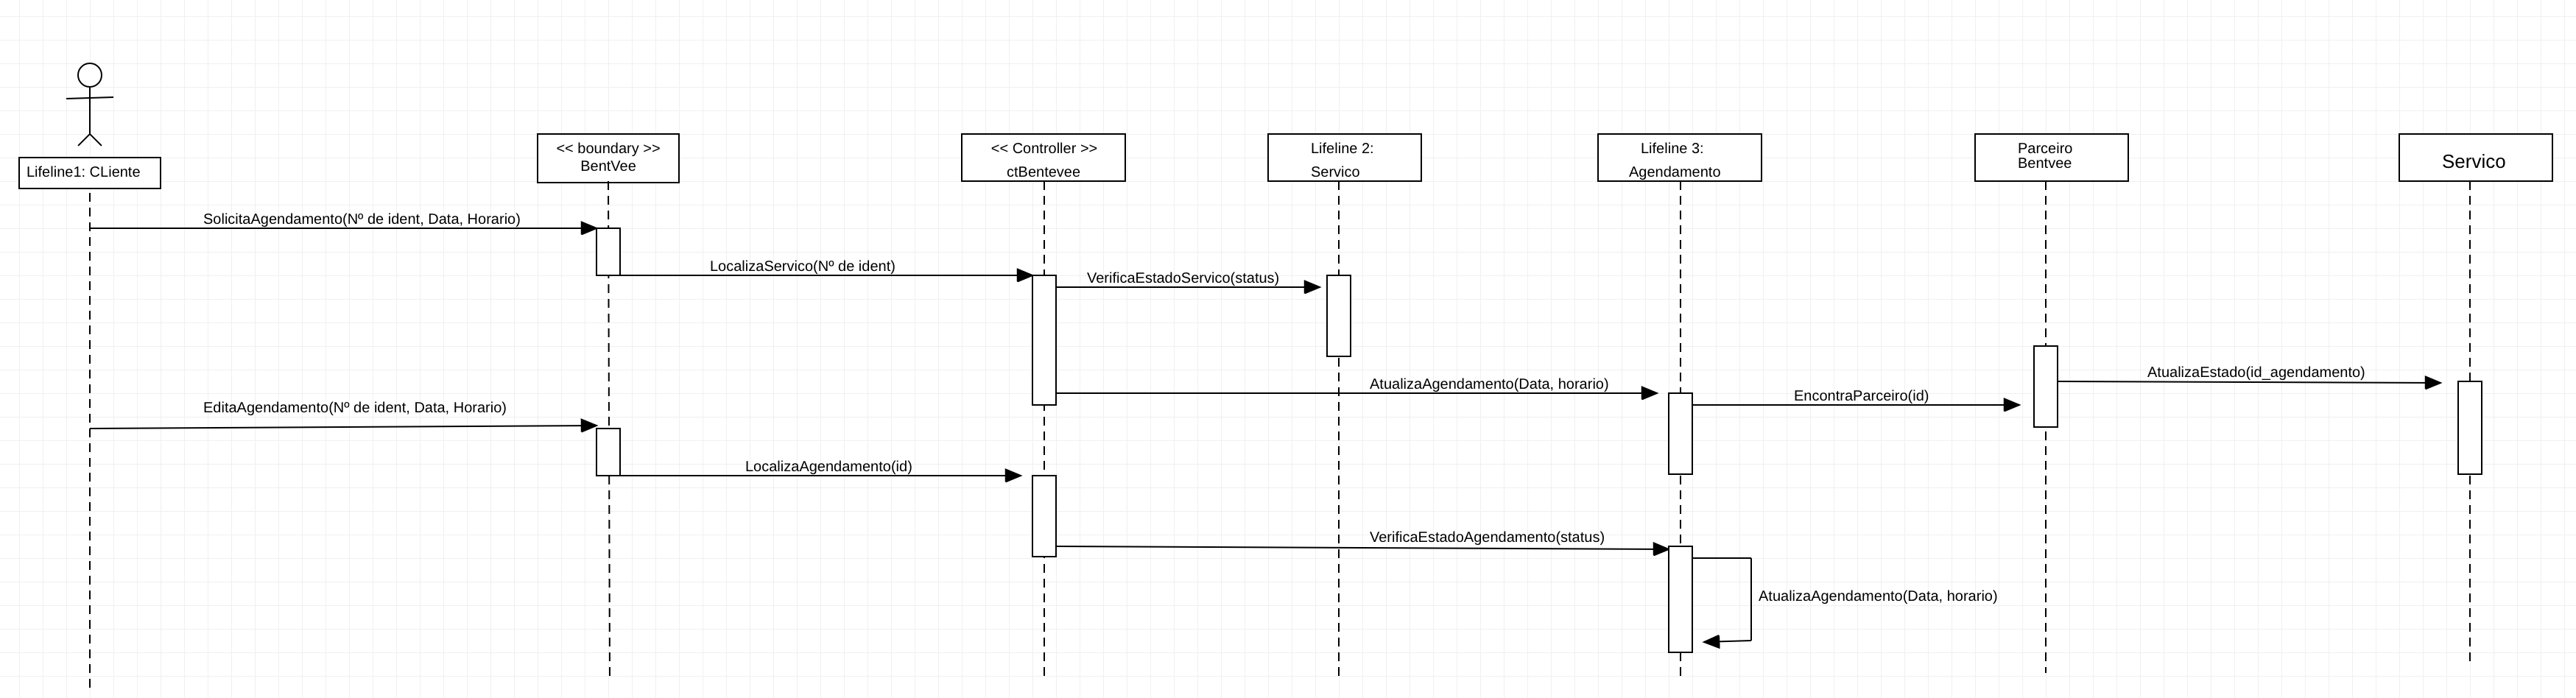 Lifeline1: CLiente
<< boundary >>
BentVee
<< Controller >>
ctBentevee
Lifeline 2:
Servico
Lifeline 3:
Agendamento
Parceiro
Bentvee
Servico
SolicitaAgendamento(Nº de ident, Data, Horario)
LocalizaServico(Nº de ident)
VerificaEstadoServico(status)
AtualizaAgendamento(Data, horario)
EncontraParceiro(id)
AtualizaEstado(id_agendamento)
EditaAgendamento(Nº de ident, Data, Horario)
LocalizaAgendamento(id)
VerificaEstadoAgendamento(status)
AtualizaAgendamento(Data, horario)